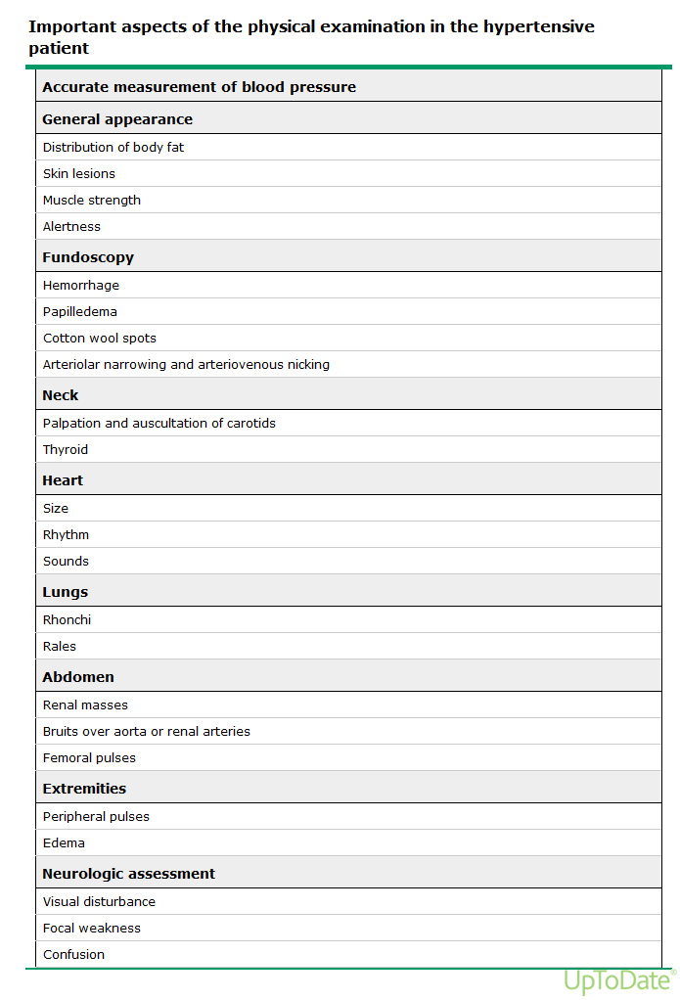 Important aspects of the physical examination in the hypertensive
patient
Accurate measurement of blood pressure
General appearance
Distribution of body fat
Skin lesions
Muscle strength
Alertness
Fundoscopy
Hemorrhage
Papilledema
Cotton wool spots
Arteriolar narrowing and arteriovenous nicking
Neck
Palpation and auscultation of carotids
Thyroid
Heart
Size
Rhythm
Sounds
Lungs
Rhonchi
Rales
Abdomen
Renal masses
Bruits over aorta or renal arteries
Femoral pulses
Extremities
Peripheral pulses
Edema
Neurologic assessment
Visual disturbance
Focal weakness
Confusion
UpToDate®